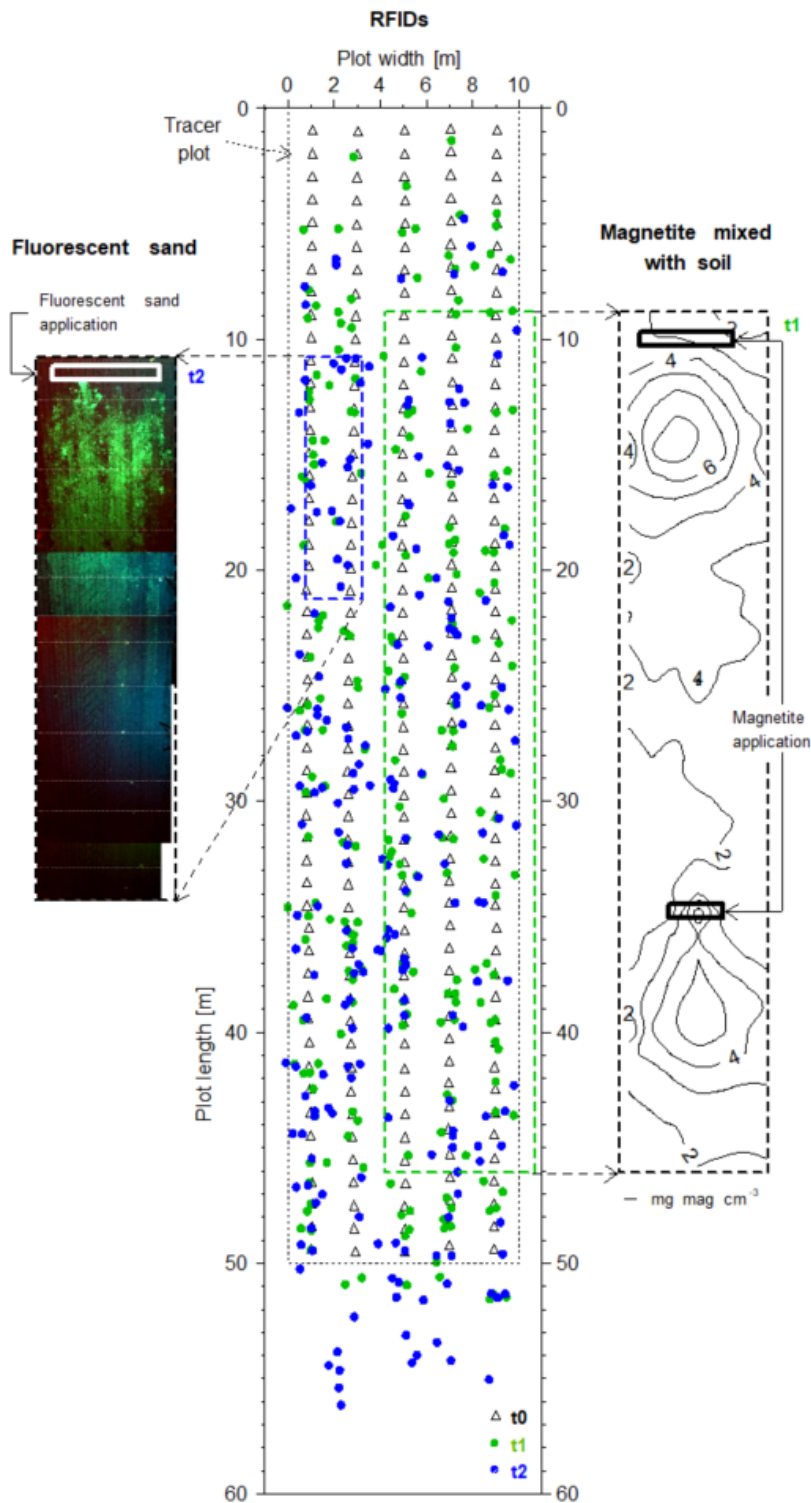 RFIDs
Plot width [m]
0 2 4 6 8 10
0 0
Tracer
plot
Fluorescent sand
Magnetite mixed
with soil
Fluorescent sand
application
t1
t2
10 10
2
4
4
6
4
20 20
2
2
4
Magnetite
application
30 30
2
Plot length [m]
40 40
2
4
2
— mg mag cm⁻³
50 50
t0
t1
t2
60 60